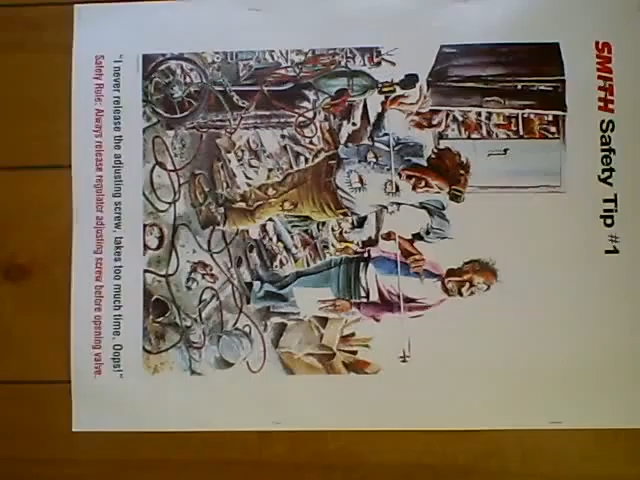 SMITH Safety Tip #1
"I never release the adjusting screw, takes too much time. Oops!"
Safety Rule: Always release regulator adjusting screw before opening valve.